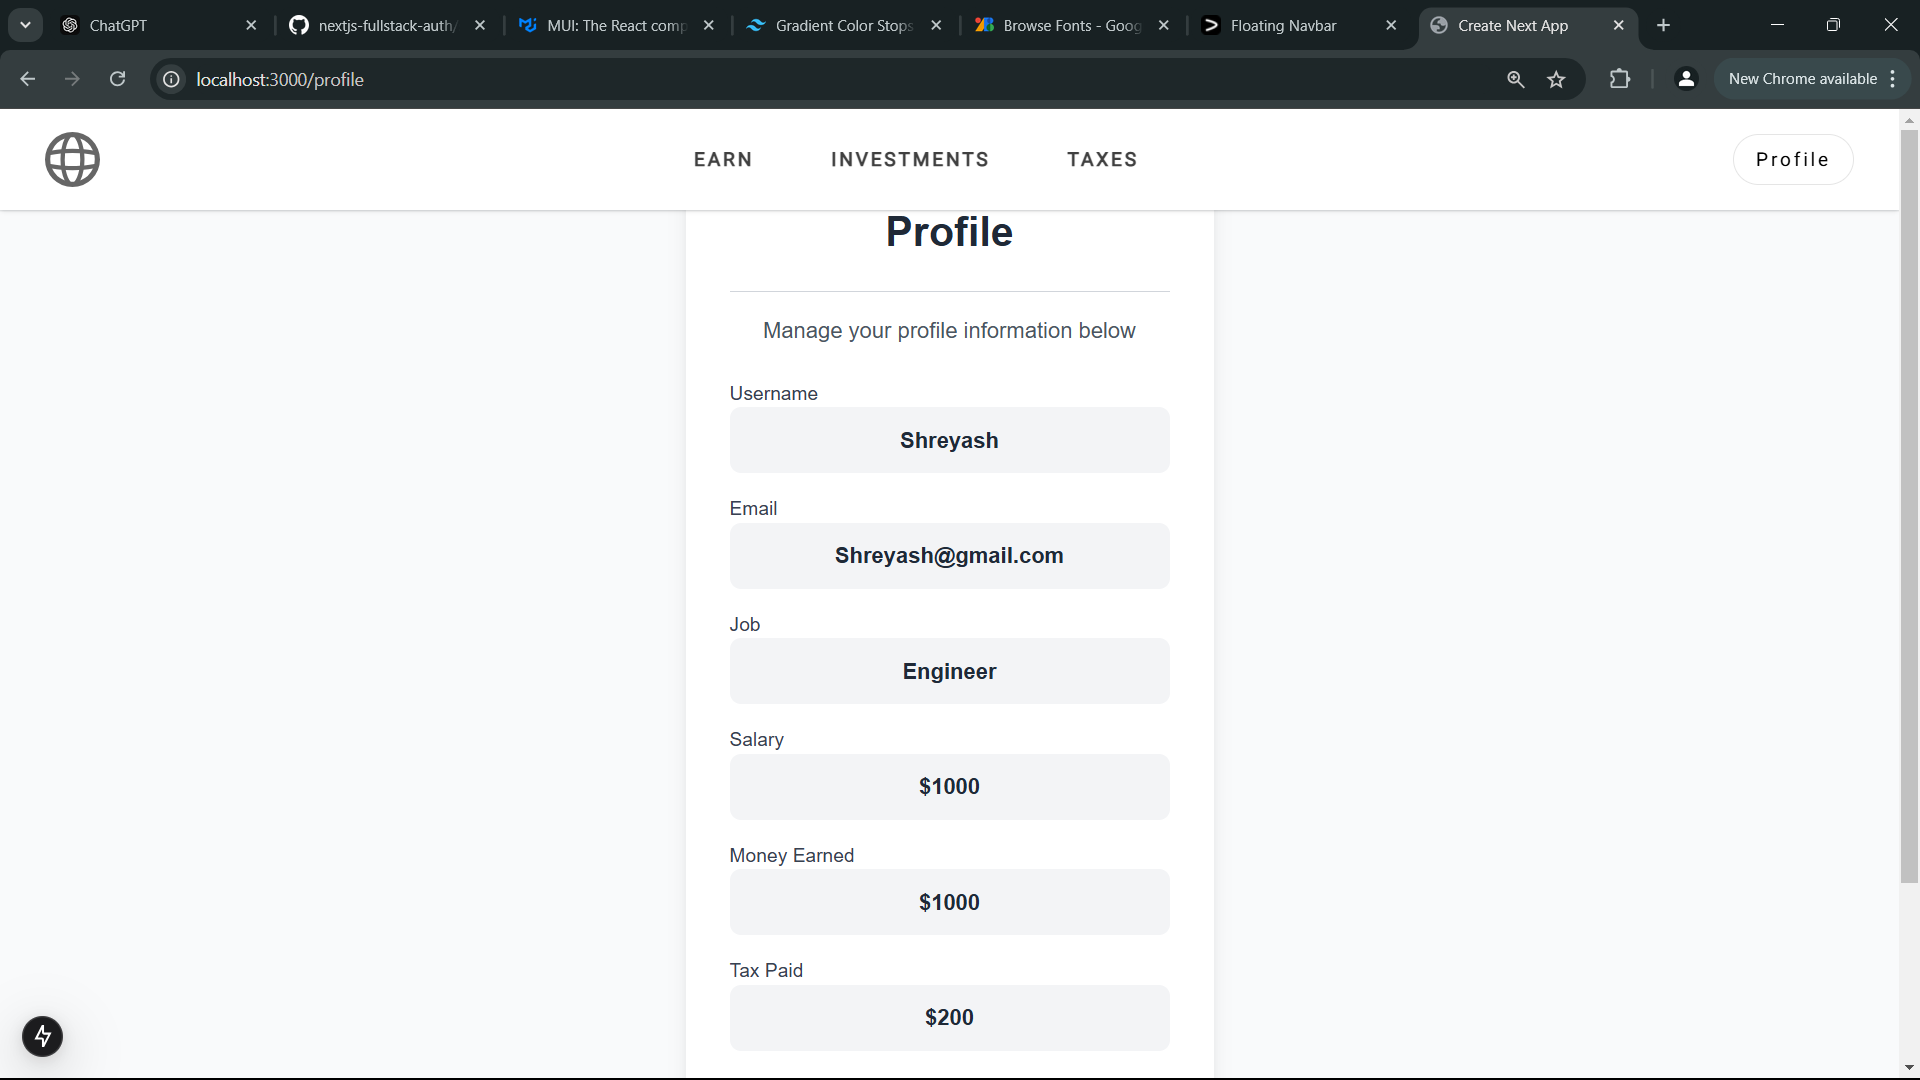 ChatGPT
nextjs-fullstack-auth/
MUI: The React comp
Gradient Color Stops
Browse Fonts - Goog
Floating Navbar
Create Next App
localhost:3000/profile
New Chrome available
EARN
INVESTMENTS
TAXES
Profile
Profile
Manage your profile information below
Username
Shreyash
Email
Shreyash@gmail.com
Job
Engineer
Salary
$1000
Money Earned
$1000
Tax Paid
$200